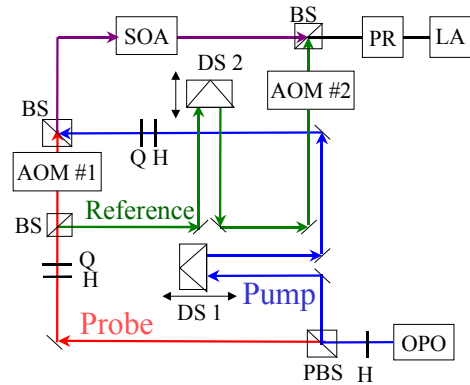 BS
SOA
PR
LA
DS 2
AOM #2
BS
Q H
AOM #1
BS
Reference
Q
H
DS 1
Pump
Probe
PBS
H
OPO